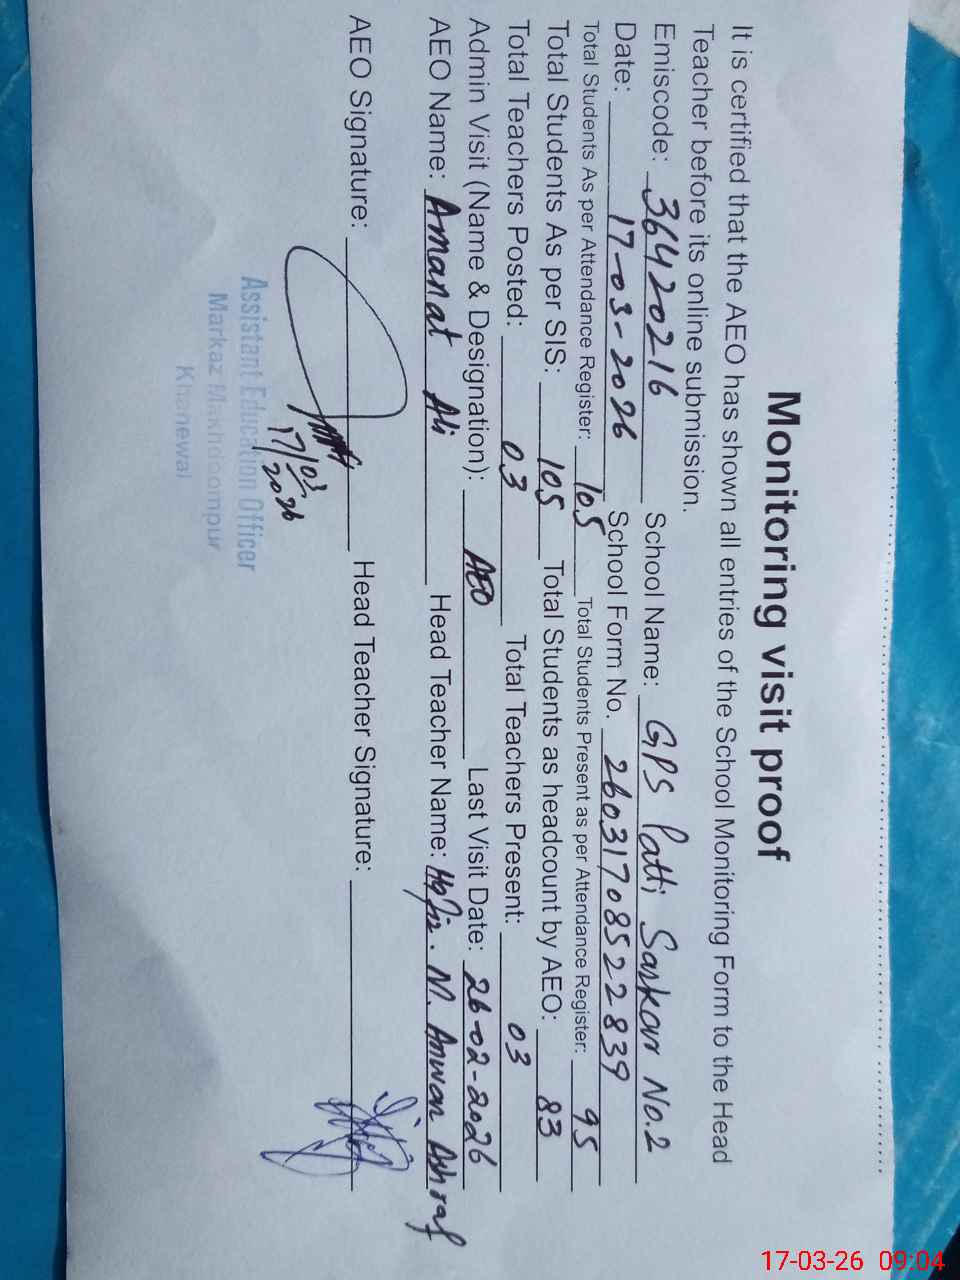 Monitoring visit proof
It is certified that the AEO has shown all entries of the School Monitoring Form to the Head
Teacher before its online submission.
Emiscode: 36420216 School Name: GPS Patti Sarkar No.2
Date: 17-03-2026 School Form No. 26031708522839
Total Students As per Attendance Register: 105 Total Students Present as per Attendance Register: 95
Total Students As per SIS: 105 Total Students as headcount by AEO: 83
Total Teachers Posted: 03 Total Teachers Present: 03
Admin Visit (Name & Designation): AEO Last Visit Date: 26-02-2026
AEO Name: Amanat Ali Head Teacher Name: Hafiz. M. Anwar Ashraf
AEO Signature: Head Teacher Signature:
17/03/2026
Assistant Education Officer
Markaz Makhdoompur
Khanewal
17-03-26 09:04